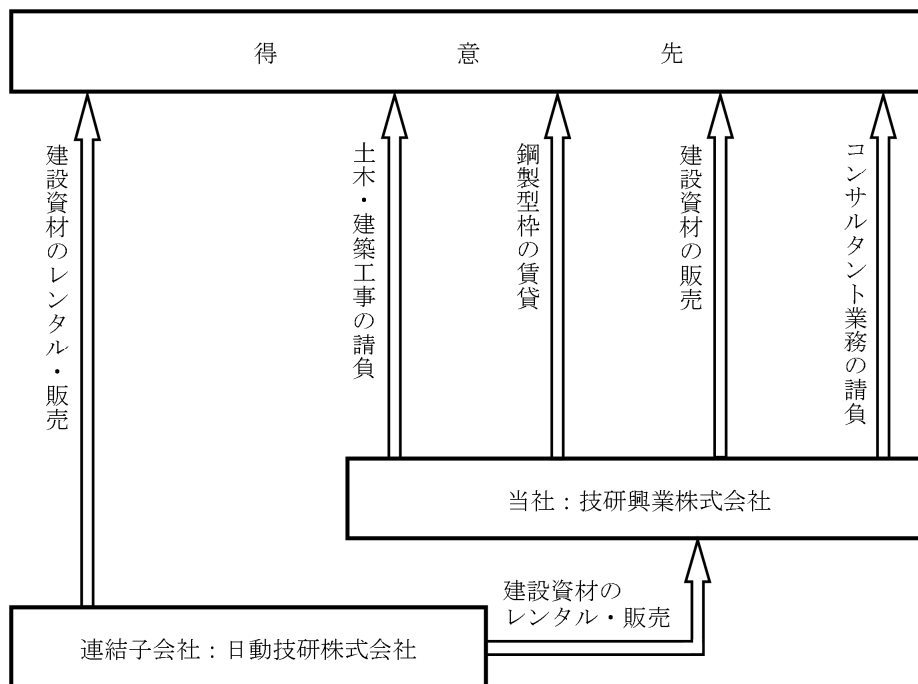 得意先
建設資材のレンタル・販売
土木・建築工事の請負
鋼製型枠の賃貸
建設資材の販売
コンサルタント業務の請負
当社：技研興業株式会社
建設資材の
レンタル・販売
連結子会社：日動技研株式会社